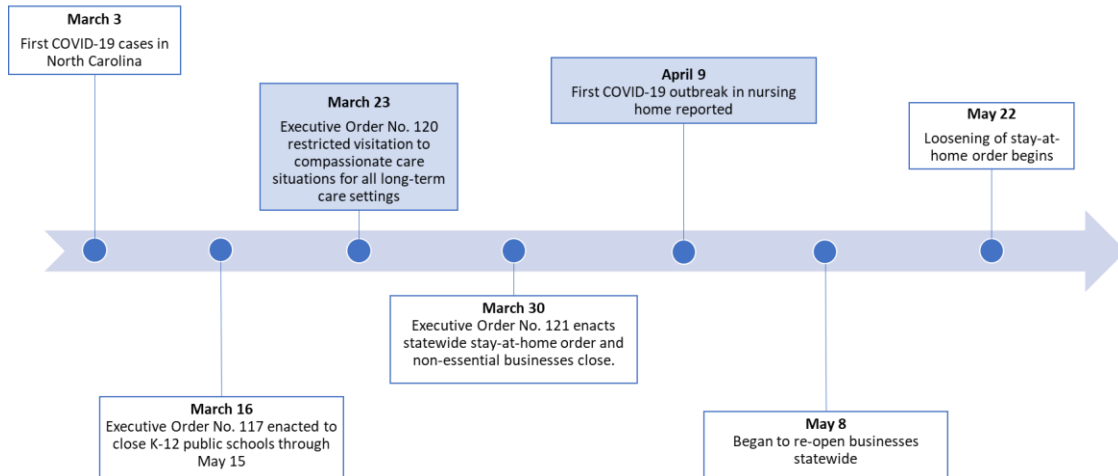 March 3
First COVID-19 cases in
North Carolina
March 16
Executive Order No. 117 enacted to
close K-12 public schools through
May 15
March 23
Executive Order No. 120
restricted visitation to
compassionate care
situations for all long-term
care settings
March 30
Executive Order No. 121 enacts
statewide stay-at-home order and
non-essential businesses close.
April 9
First COVID-19 outbreak in nursing
home reported
May 8
Began to re-open businesses
statewide
May 22
Loosening of stay-at-
home order begins